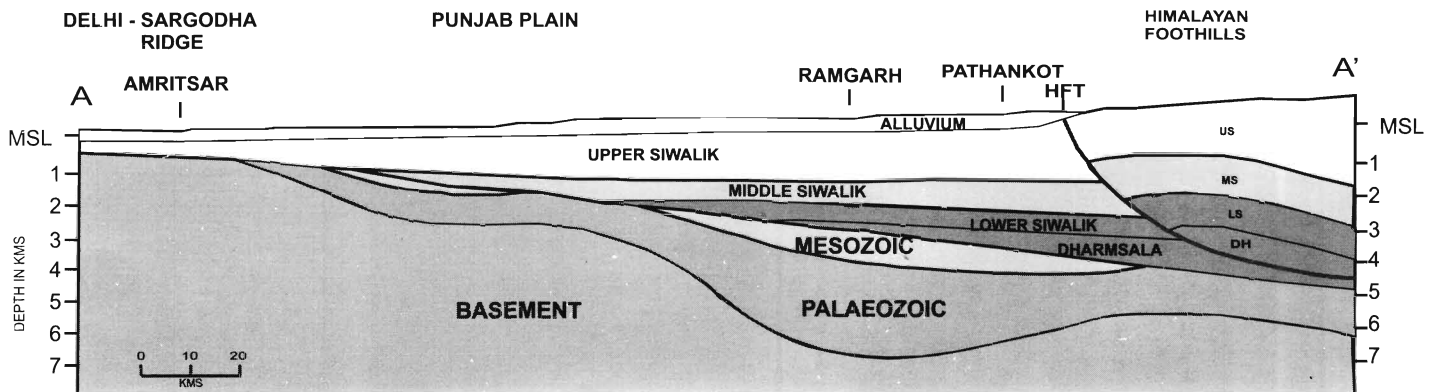 DELHI - SARGODHA
RIDGE
PUNJAB PLAIN
HIMALAYAN
FOOTHILLS
A
AMRITSAR
RAMGARH
PATHANKOT
HFT
A'
MSL
MSL
ALLUVIUM
US
UPPER SIWALIK
MIDDLE SIWALIK
MS
LOWER SIWALIK
LS
MESOZOIC
DHARMSALA
DH
BASEMENT
PALAEOZOIC
DEPTH IN KMS
1
2
3
4
5
6
7
1
2
3
4
5
6
7
0 10 20
KMS